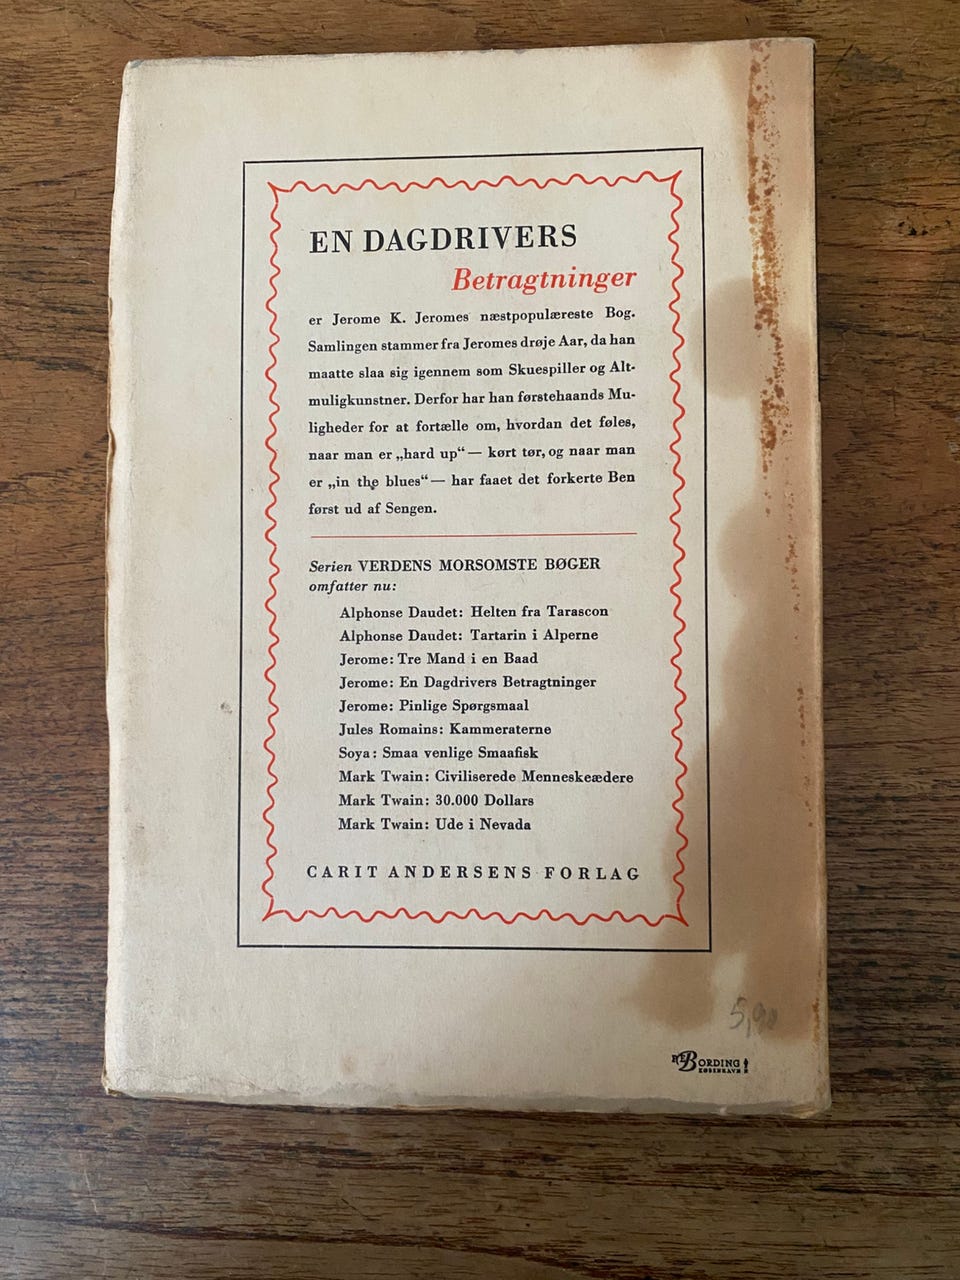 EN DAGDRIVERS
Betragtninger
er Jerome K. Jeromes næstpopulæreste Bog.
Samlingen stammer fra Jeromes drøje Aar, da han
maatte slaa sig igennem som Skuespiller og Alt-
muligkunstner. Derfor har han førstehaands Mu-
ligheder for at fortælle om, hvordan det føles,
naar man er „hard up“ — kørt tør, og naar man
er „in the blues“ — har faaet det forkerte Ben
først ud af Sengen.
Serien VERDENS MORSOMSTE BØGER
omfatter nu:
Alphonse Daudet: Helten fra Tarascon
Alphonse Daudet: Tartarin i Alperne
Jerome: Tre Mand i en Baad
Jerome: En Dagdrivers Betragtninger
Jerome: Pinlige Spørgsmaal
Jules Romains: Kammeraterne
Soya: Smaa venlige Smaafisk
Mark Twain: Civiliserede Menneskeædere
Mark Twain: 30.000 Dollars
Mark Twain: Ude i Nevada
CARIT ANDERSENS FORLAG
BORDING
KØBENHAVN